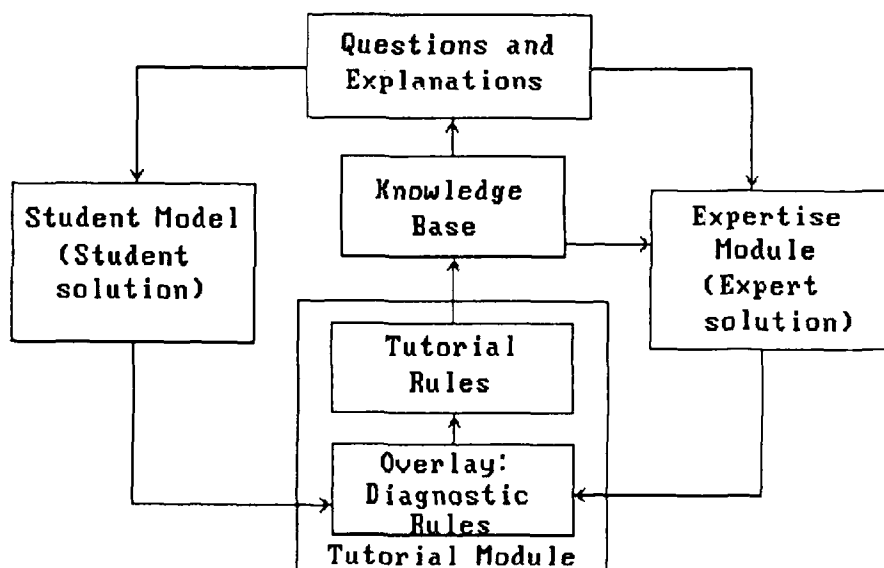 Questions and
Explanations
Student Model
(Student
solution)
Knowledge
Base
Expertise
Module
(Expert
solution)
Tutorial
Rules
Overlay:
Diagnostic
Rules
Tutorial Module